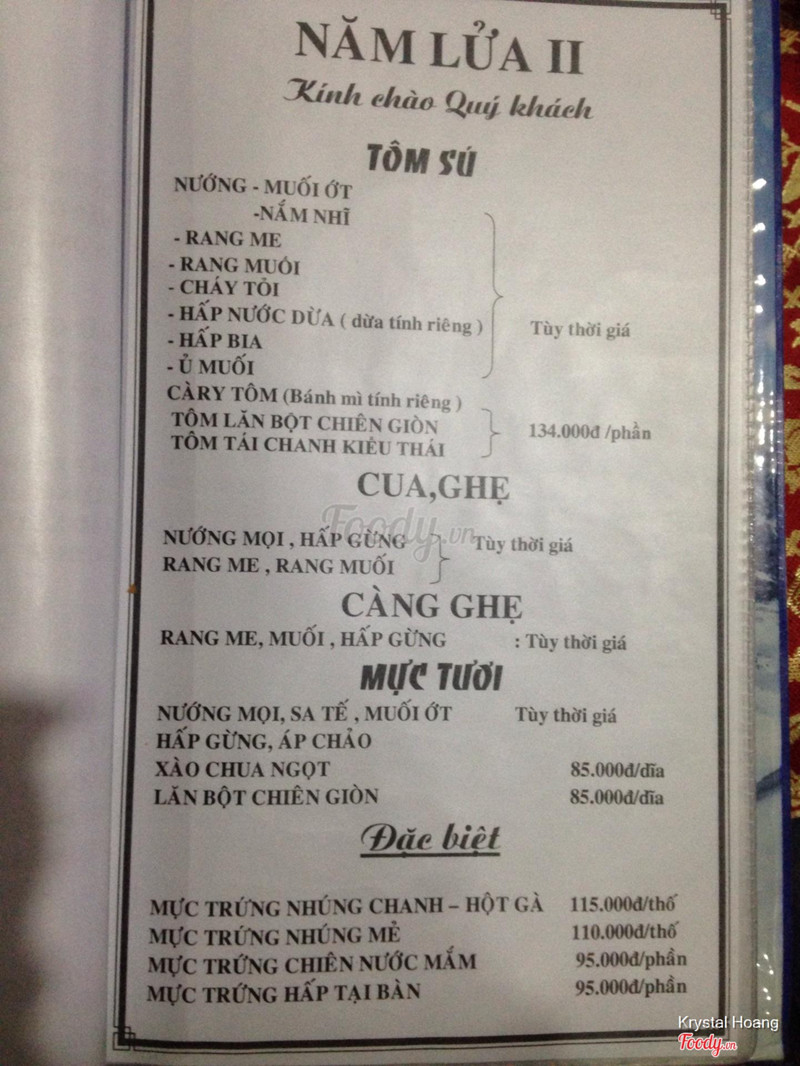 NĂM LỬA II
Kính chào Quý khách
TÔM SÚ
NƯỚNG - MUỐI ỚT
-NẮM NHĨ
- RANG ME
- RANG MUỐI
- CHÁY TỎI
- HẤP NƯỚC DỪA ( dừa tính riêng ) Tùy thời giá
- HẤP BIA
- Ủ MUỐI
CÀRY TÔM (Bánh mì tính riêng )
TÔM LĂN BỘT CHIÊN GIÒN 134.000đ /phần
TÔM TÁI CHANH KIỂU THÁI
CUA,GHẸ
NƯỚNG MỌI , HẤP GỪNG Tùy thời giá
RANG ME , RANG MUỐI
CÀNG GHẸ
RANG ME, MUỐI , HẤP GỪNG : Tùy thời giá
MỰC TƯƠI
NƯỚNG MỌI, SA TẾ , MUỐI ỚT Tùy thời giá
HẤP GỪNG, ÁP CHẢO
XÀO CHUA NGỌT 85.000đ/dĩa
LĂN BỘT CHIÊN GIÒN 85.000đ/dĩa
Đặc biệt
MỰC TRỨNG NHÚNG CHANH – HỘT GÀ 115.000đ/thố
MỰC TRỨNG NHÚNG MẺ 110.000đ/thố
MỰC TRỨNG CHIÊN NƯỚC MẮM 95.000đ/phần
MỰC TRỨNG HẤP TẠI BÀN 95.000đ/phần
Foody.vn
Krystal Hoang
Foody.vn